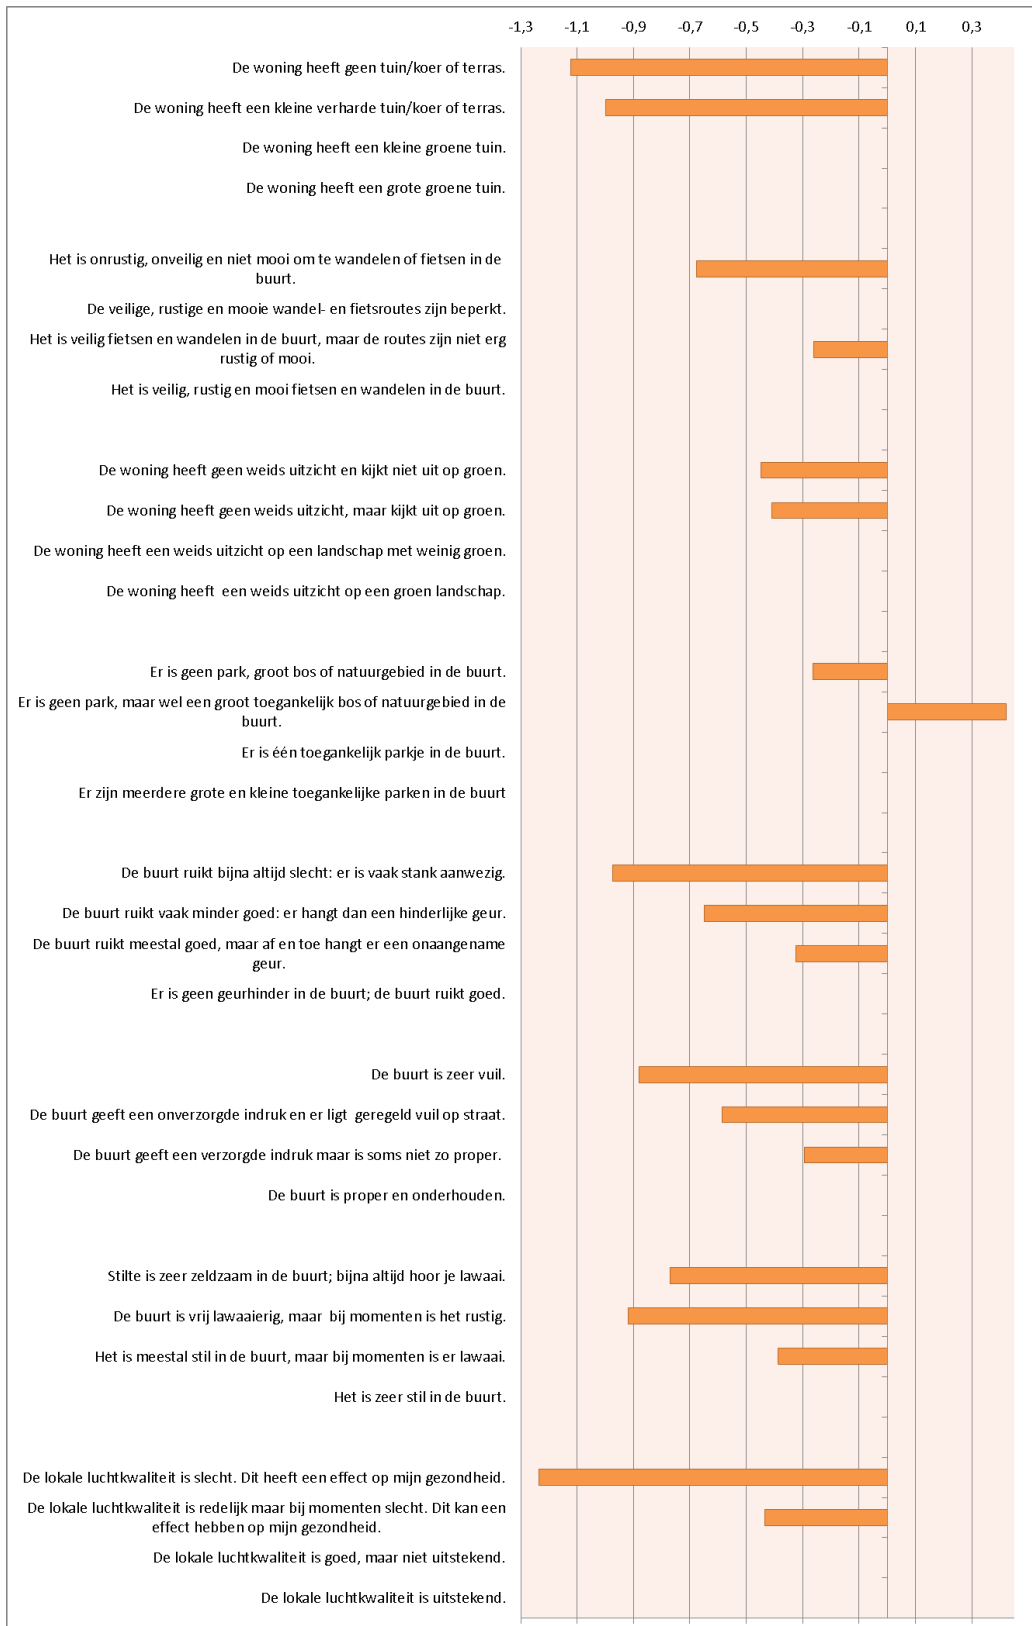 -1,3 -1,1 -0,9 -0,7 -0,5 -0,3 -0,1 0,1 0,3
De woning heeft geen tuin/koer of terras.
De woning heeft een kleine verharde tuin/koer of terras.
De woning heeft een kleine groene tuin.
De woning heeft een grote groene tuin.
Het is onrustig, onveilig en niet mooi om te wandelen of fietsen in de
buurt.
De veilige, rustige en mooie wandel- en fietsroutes zijn beperkt.
Het is veilig fietsen en wandelen in de buurt, maar de routes zijn niet erg
rustig of mooi.
Het is veilig, rustig en mooi fietsen en wandelen in de buurt.
De woning heeft geen weids uitzicht en kijkt niet uit op groen.
De woning heeft geen weids uitzicht, maar kijkt uit op groen.
De woning heeft een weids uitzicht op een landschap met weinig groen.
De woning heeft  een weids uitzicht op een groen landschap.
Er is geen park, groot bos of natuurgebied in de buurt.
Er is geen park, maar wel een groot toegankelijk bos of natuurgebied in de
buurt.
Er is één toegankelijk parkje in de buurt.
Er zijn meerdere grote en kleine toegankelijke parken in de buurt
De buurt ruikt bijna altijd slecht: er is vaak stank aanwezig.
De buurt ruikt vaak minder goed: er hangt dan een hinderlijke geur.
De buurt ruikt meestal goed, maar af en toe hangt er een onaangename
geur.
Er is geen geurhinder in de buurt; de buurt ruikt goed.
De buurt is zeer vuil.
De buurt geeft een onverzorgde indruk en er ligt  geregeld vuil op straat.
De buurt geeft een verzorgde indruk maar is soms niet zo proper.
De buurt is proper en onderhouden.
Stilte is zeer zeldzaam in de buurt; bijna altijd hoor je lawaai.
De buurt is vrij lawaaierig, maar  bij momenten is het rustig.
Het is meestal stil in de buurt, maar bij momenten is er lawaai.
Het is zeer stil in de buurt.
De lokale luchtkwaliteit is slecht. Dit heeft een effect op mijn gezondheid.
De lokale luchtkwaliteit is redelijk maar bij momenten slecht. Dit kan een
effect hebben op mijn gezondheid.
De lokale luchtkwaliteit is goed, maar niet uitstekend.
De lokale luchtkwaliteit is uitstekend.